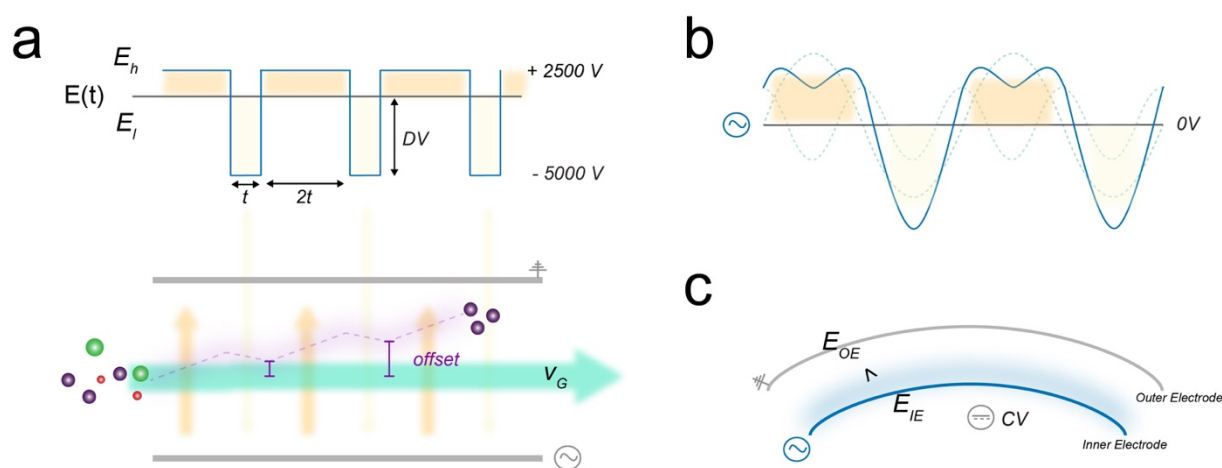 a
E_h
E(t)
E_l
+ 2500 V
DV
- 5000 V
t
2t
offset
v_G
b
0V
c
E_OE
<
E_IE
CV
Outer Electrode
Inner Electrode